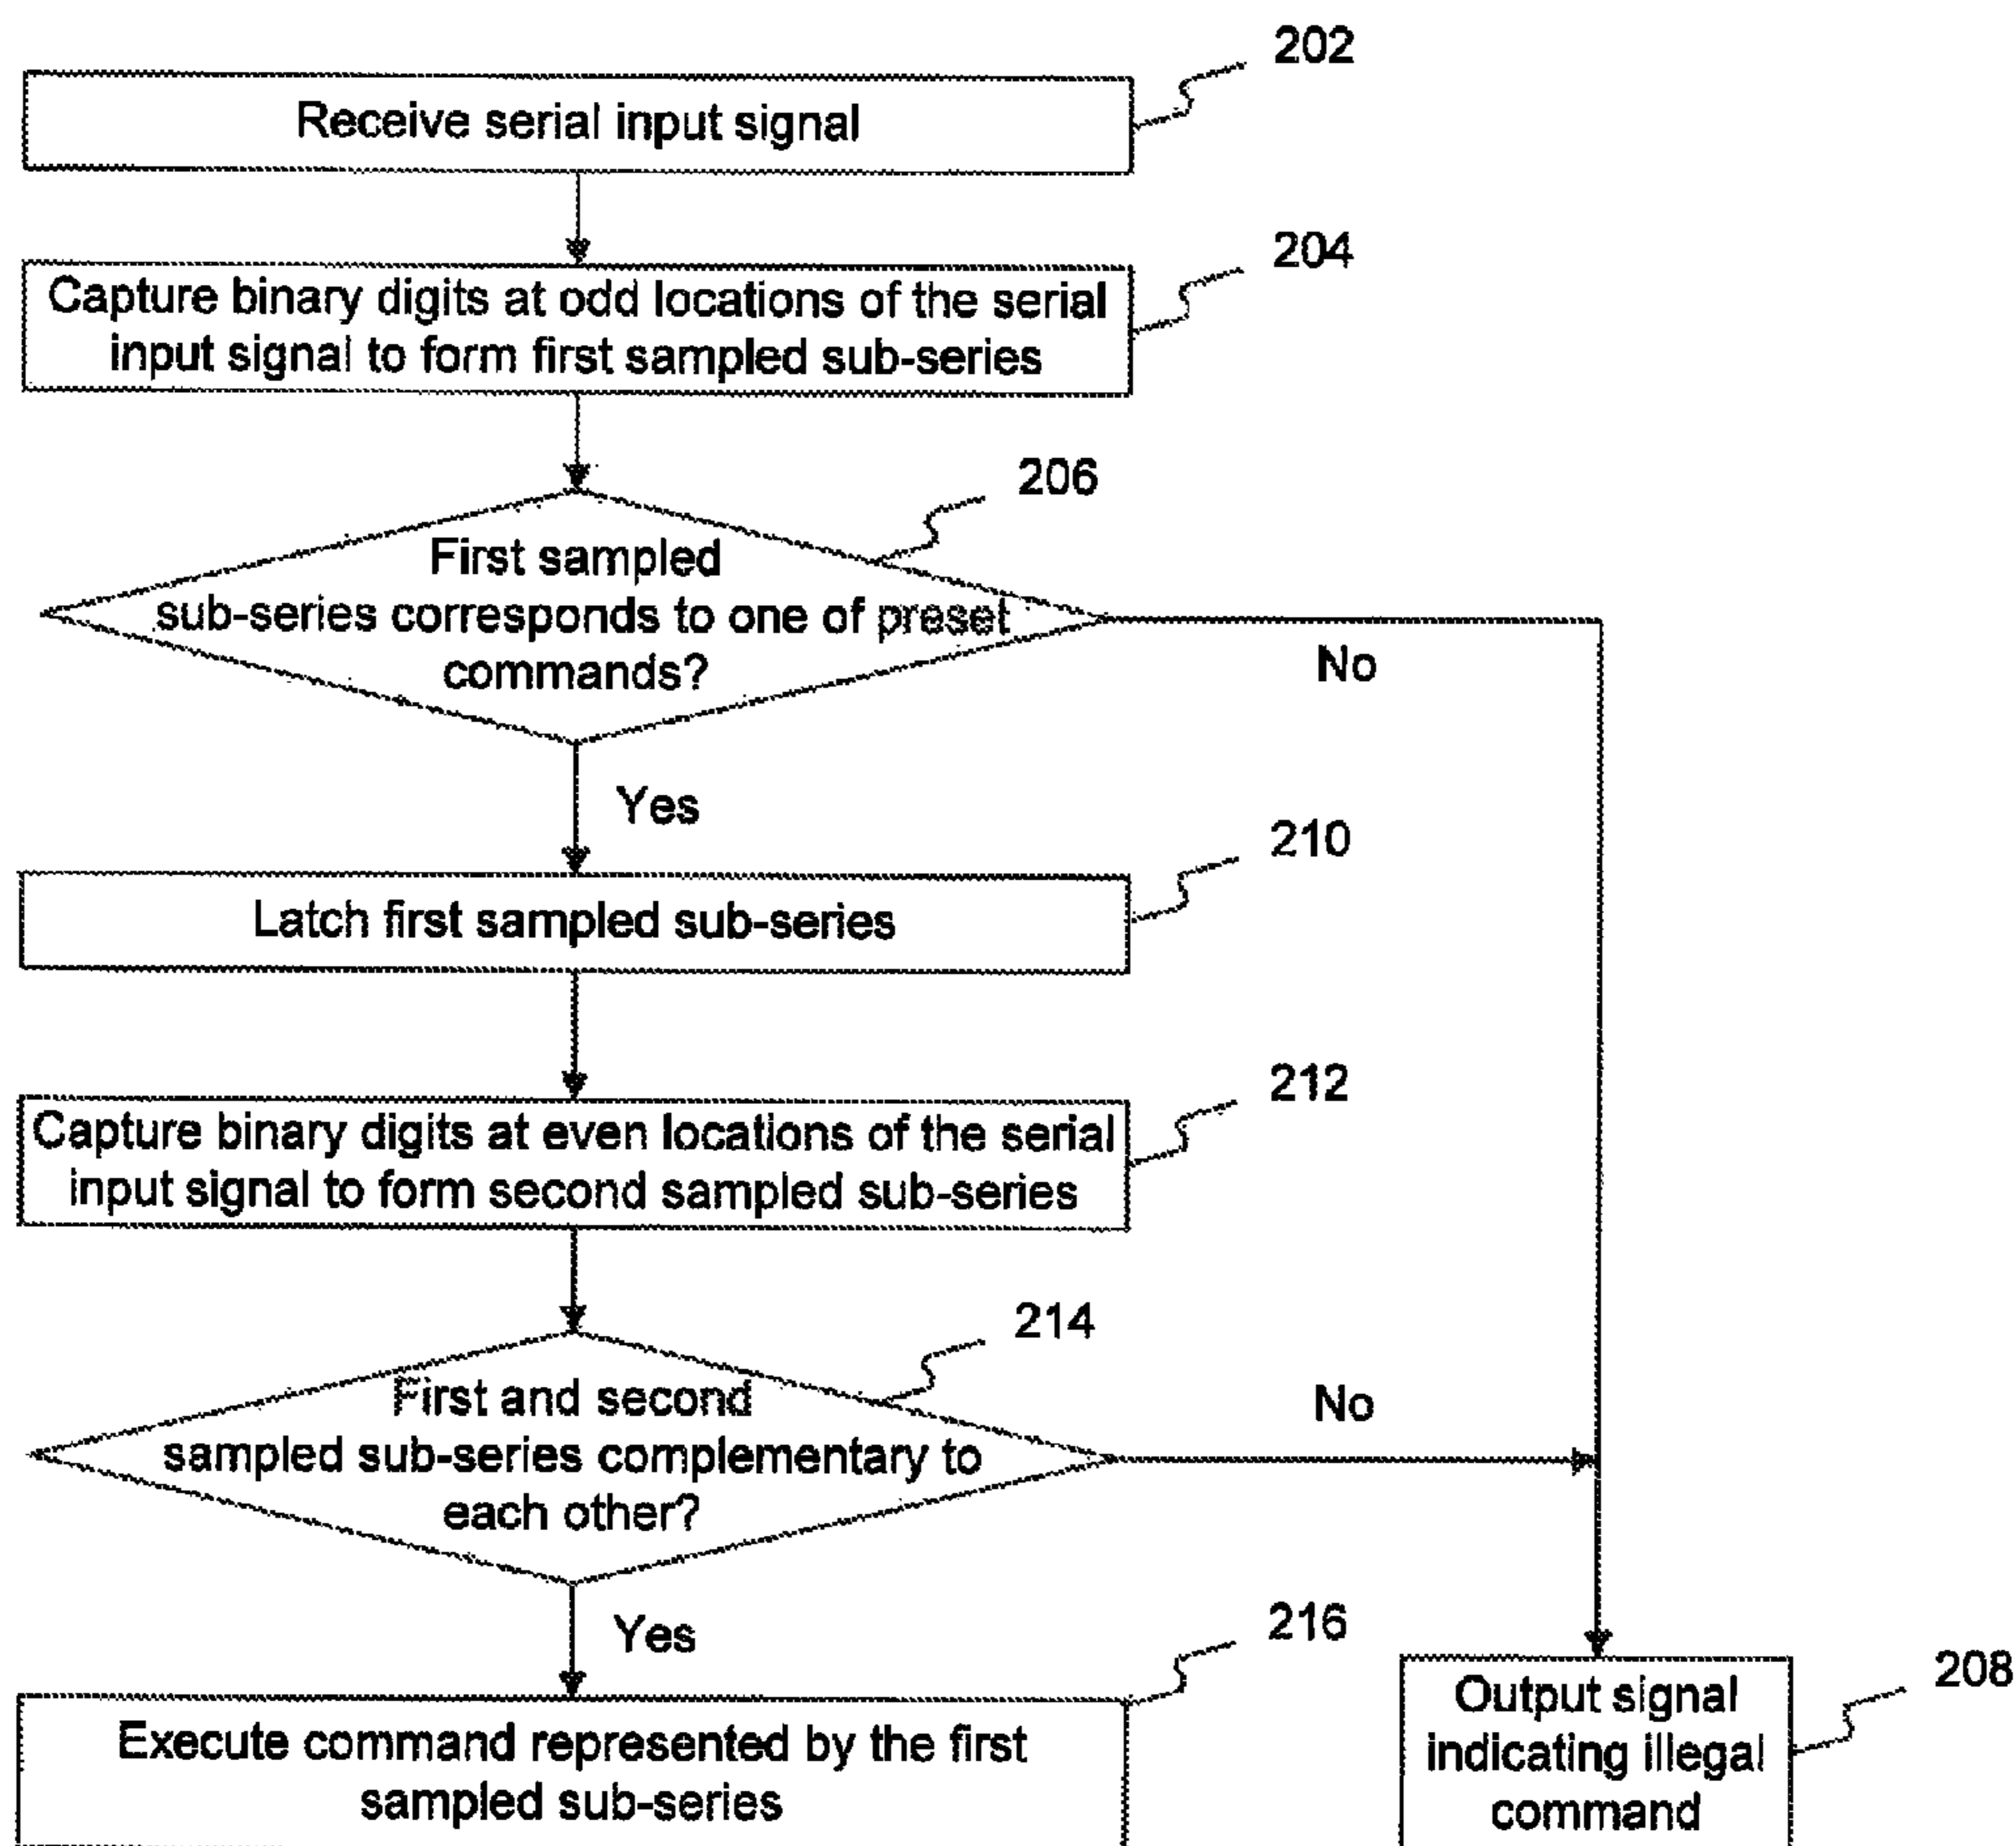 202
Receive serial input signal
204
Capture binary digits at odd locations of the serial
input signal to form first sampled sub-series
206
First sampled
sub-series corresponds to one of preset
commands?
No
Yes
210
Latch first sampled sub-series
212
Capture binary digits at even locations of the serial
input signal to form second sampled sub-series
214
First and second
sampled sub-series complementary to
each other?
No
Yes
216
Execute command represented by the first
sampled sub-series
208
Output signal
indicating illegal
command